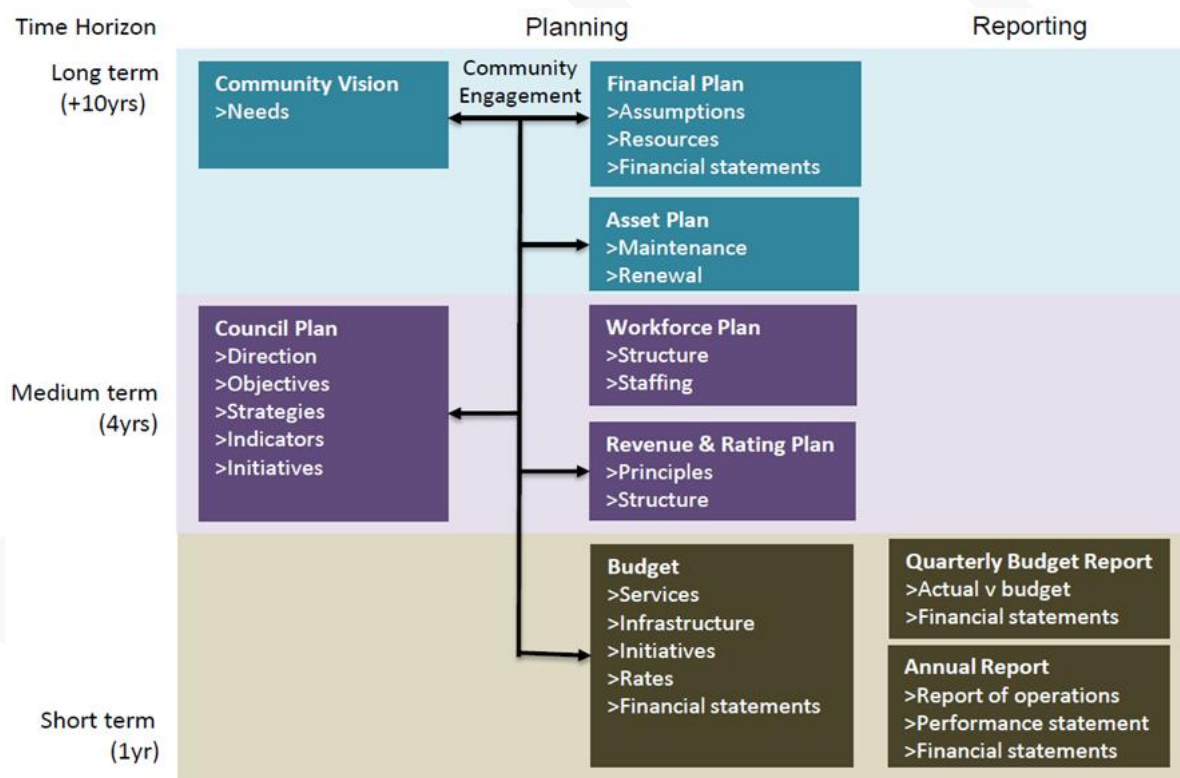 Time Horizon
Planning
Reporting
Long term
(+10yrs)
Community Vision
>Needs
Community
Engagement
Financial Plan
>Assumptions
>Resources
>Financial statements
Asset Plan
>Maintenance
>Renewal
Medium term
(4yrs)
Council Plan
>Direction
>Objectives
>Strategies
>Indicators
>Initiatives
Workforce Plan
>Structure
>Staffing
Revenue & Rating Plan
>Principles
>Structure
Short term
(1yr)
Budget
>Services
>Infrastructure
>Initiatives
>Rates
>Financial statements
Quarterly Budget Report
>Actual v budget
>Financial statements
Annual Report
>Report of operations
>Performance statement
>Financial statements